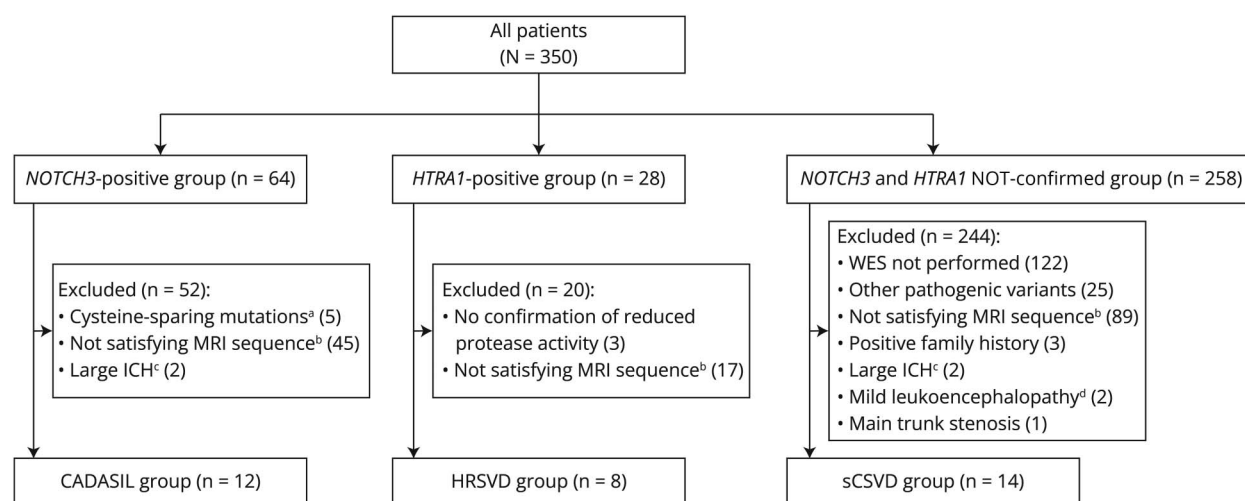 All patients
(N = 350)
NOTCH3-positive group (n = 64)
HTRA1-positive group (n = 28)
NOTCH3 and HTRA1 NOT-confirmed group (n = 258)
Excluded (n = 52):
• Cysteine-sparing mutationsᵃ (5)
• Not satisfying MRI sequenceᵇ (45)
• Large ICHᶜ (2)
Excluded (n = 20):
• No confirmation of reduced
protease activity (3)
• Not satisfying MRI sequenceᵇ (17)
Excluded (n = 244):
• WES not performed (122)
• Other pathogenic variants (25)
• Not satisfying MRI sequenceᵇ (89)
• Positive family history (3)
• Large ICHᶜ (2)
• Mild leukoencephalopathyᵈ (2)
• Main trunk stenosis (1)
CADASIL group (n = 12)
HRSVD group (n = 8)
sCSVD group (n = 14)